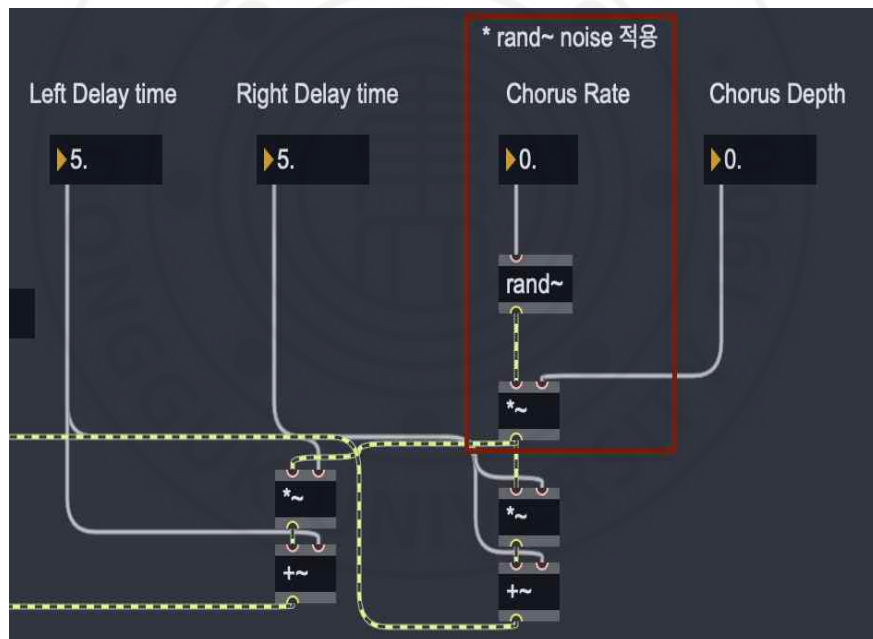 * rand~ noise 적용
Left Delay time
Right Delay time
Chorus Rate
Chorus Depth
5.
5.
0.
0.
rand~
*~
*~
*~
+~
+~